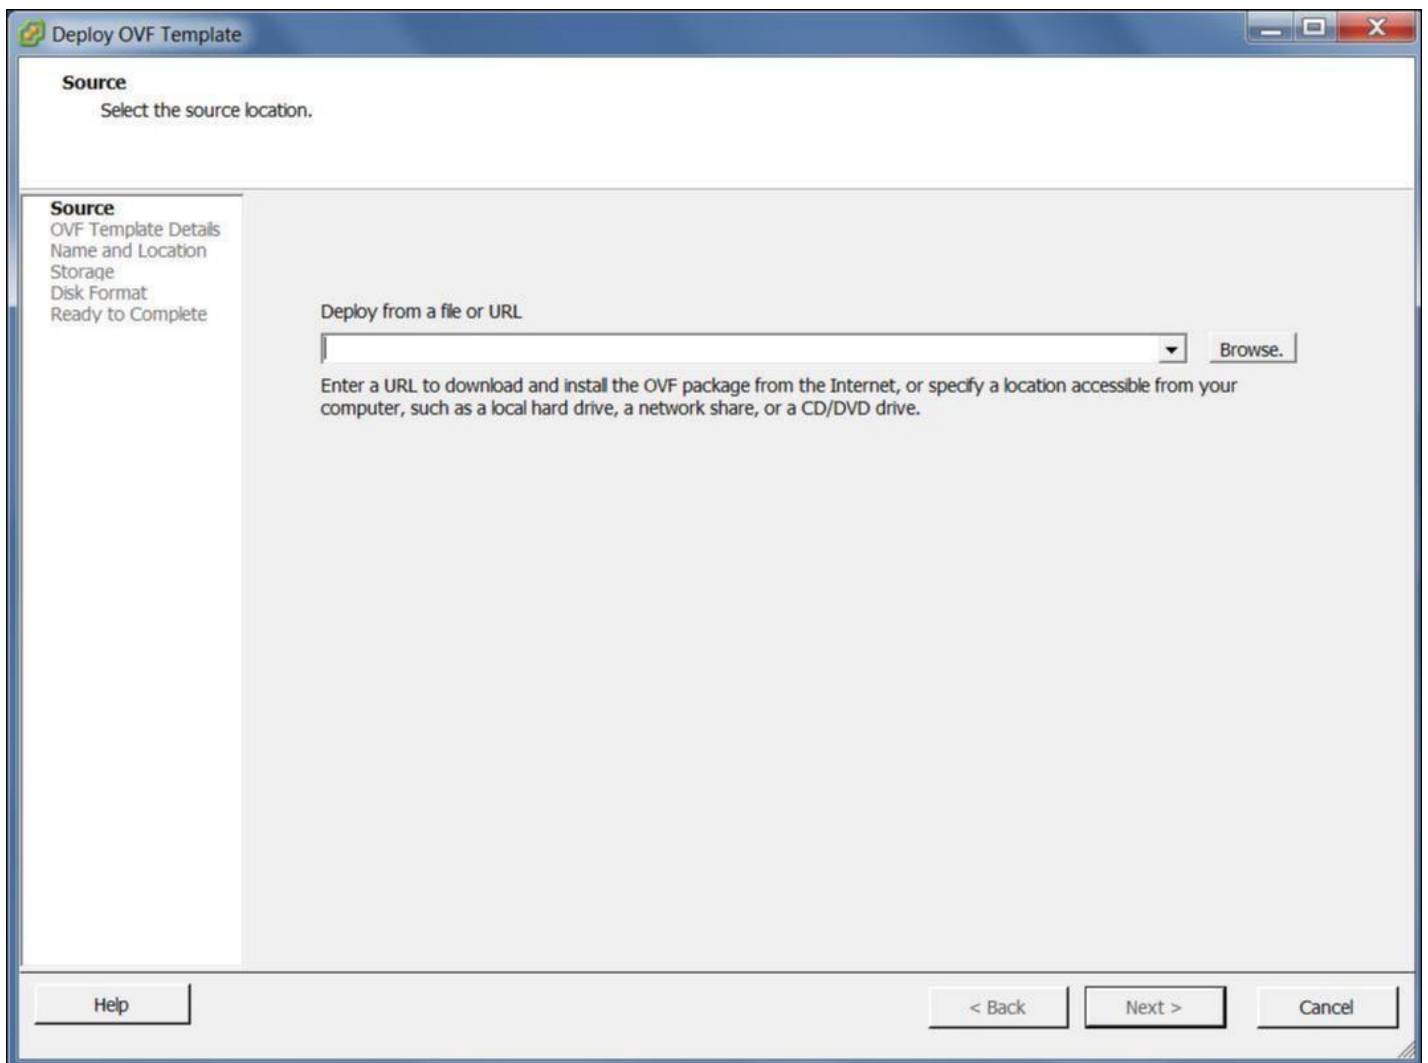 Deploy OVF Template
Source
Select the source location.
Source
OVF Template Details
Name and Location
Storage
Disk Format
Ready to Complete
Deploy from a file or URL
Browse.
Enter a URL to download and install the OVF package from the Internet, or specify a location accessible from your
computer, such as a local hard drive, a network share, or a CD/DVD drive.
Help
< Back
Next >
Cancel